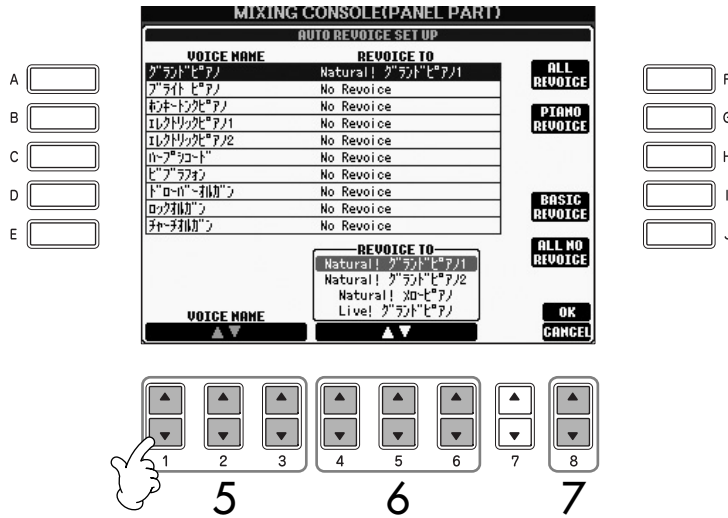 MIXING CONSOLE(PANEL PART)
AUTO REVOICE SET UP
VOICE NAME REVOICE TO
グランドピアノ Natural! グランドピアノ1
ブライト ピアノ No Revoice
ホンキートンクピアノ No Revoice
エレクトリックピアノ1 No Revoice
エレクトリックピアノ2 No Revoice
ハープシコード No Revoice
ビブラフォン No Revoice
ドローバーオルガン No Revoice
ロックオルガン No Revoice
チャーチオルガン No Revoice
ALL REVOICE
PIANO REVOICE
BASIC REVOICE
ALL NO REVOICE
REVOICE TO
Natural! グランドピアノ1
Natural! グランドピアノ2
Natural! メローピアノ
Live! グランドピアノ
VOICE NAME
OK
CANCEL
A
B
C
D
E
1 2 3 4 5 6 7 8
5 6 7